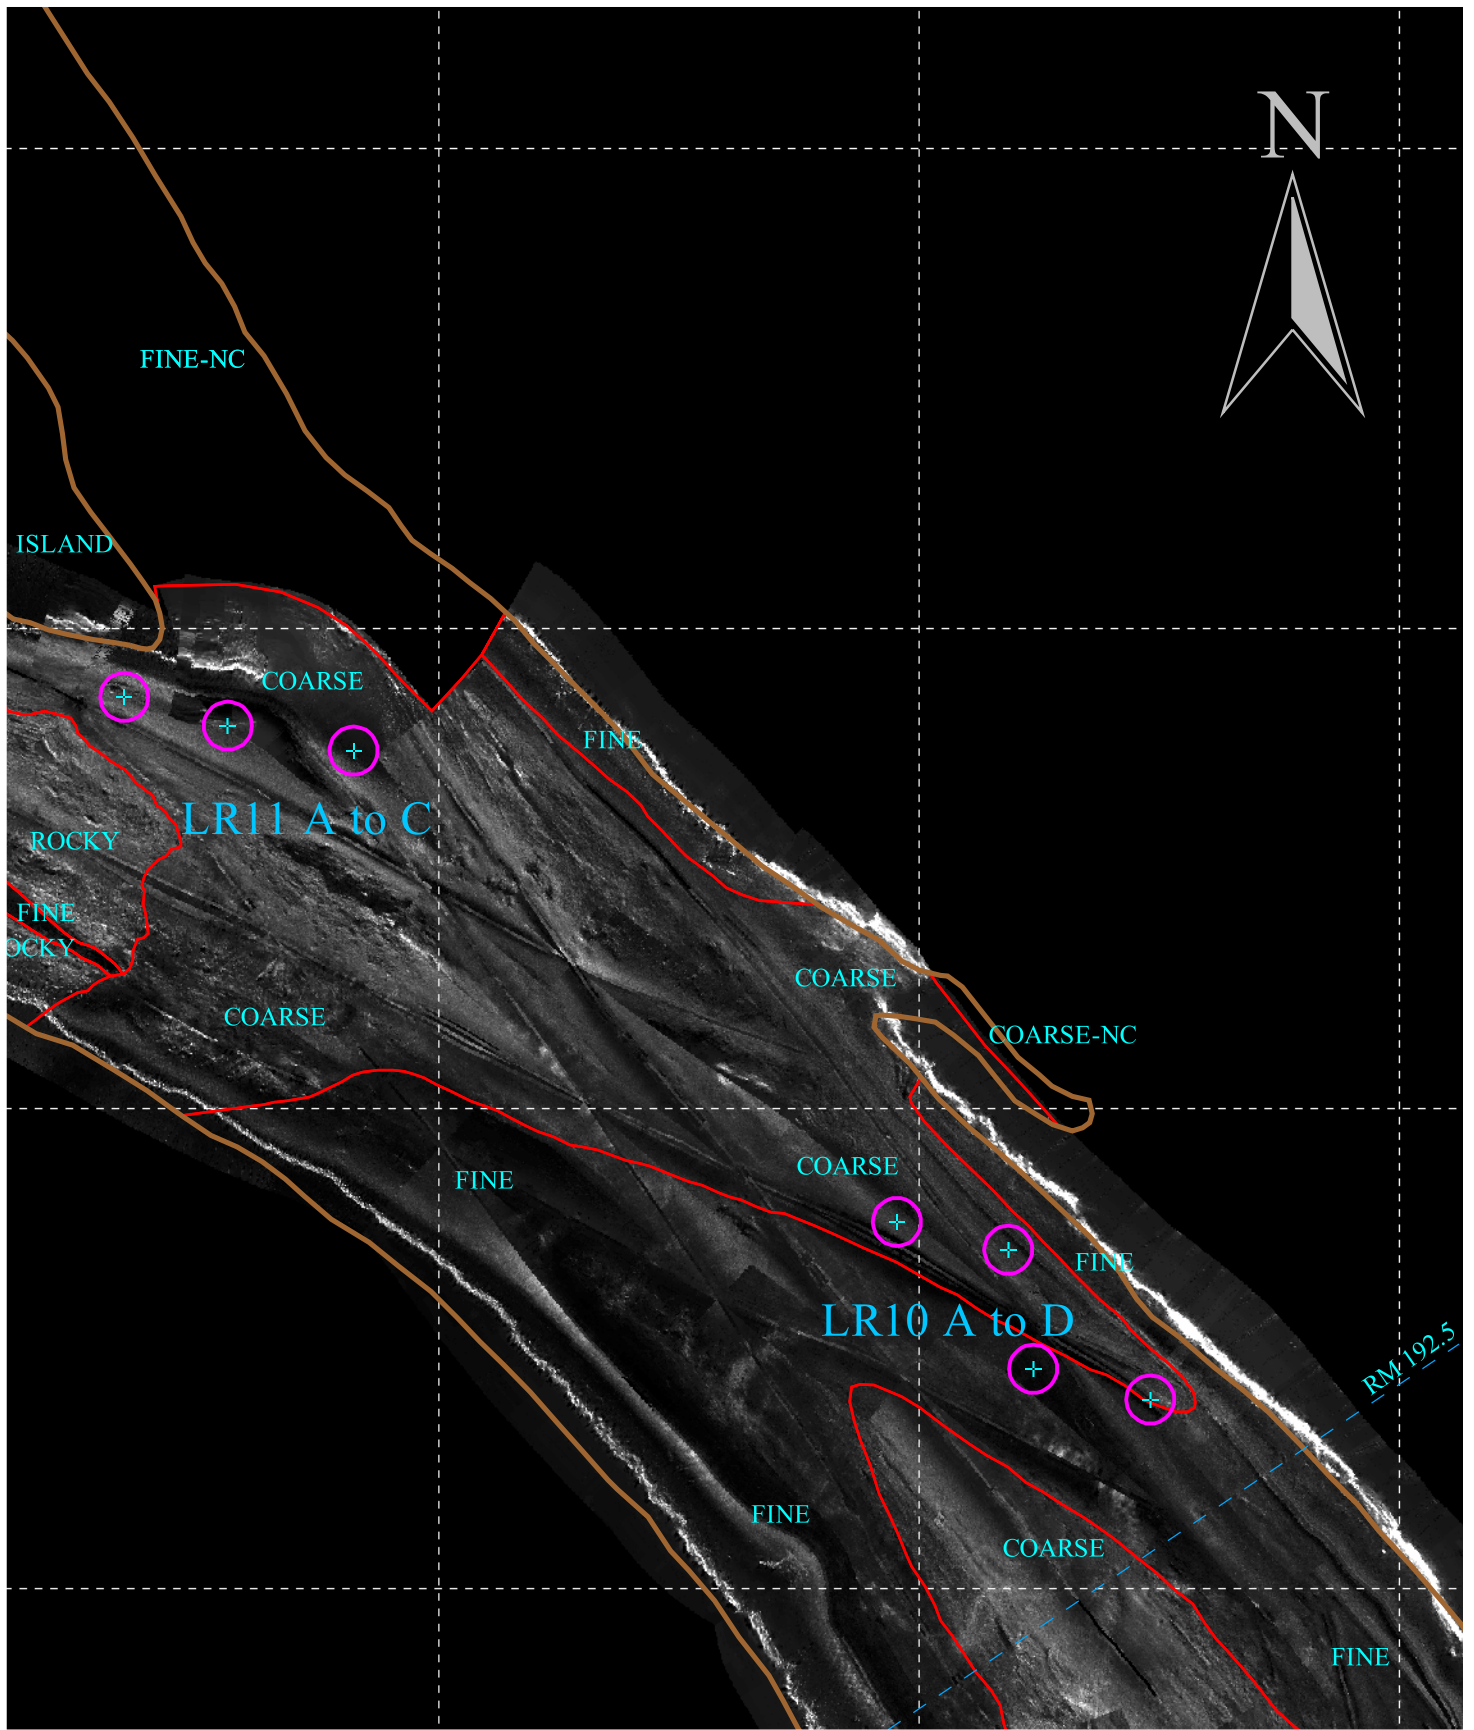 N
FINE-NC
ISLAND
COARSE
FINE
LR11 A to C
ROCKY
FINE
OCKY
COARSE
COARSE
COARSE-NC
COARSE
FINE
FINE
LR10 A to D
RM 192.5
FINE
COARSE
FINE